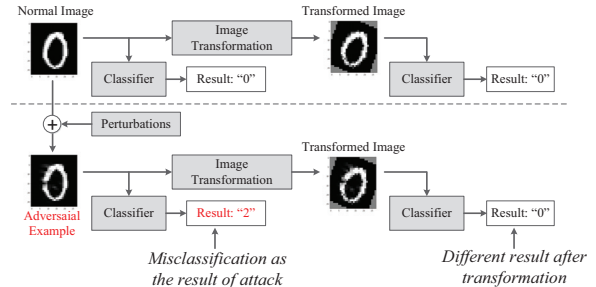 Normal Image
Image
Transformation
Transformed Image
Classifier
Result: “0”
Classifier
Result: “0”
+
Perturbations
Transformed Image
Image
Transformation
Adversaial
Example
Classifier
Result: “2”
Classifier
Result: “0”
Misclassification as
the result of attack
Different result after
transformation